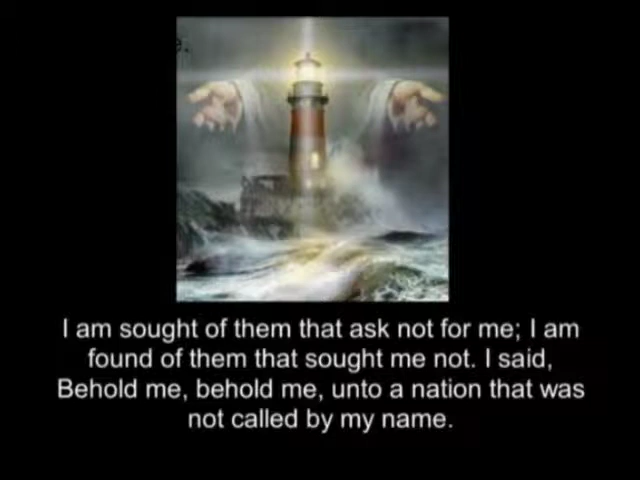 e.
I am sought of them that ask not for me; I am
found of them that sought me not. I said,
Behold me, behold me, unto a nation that was
not called by my name.